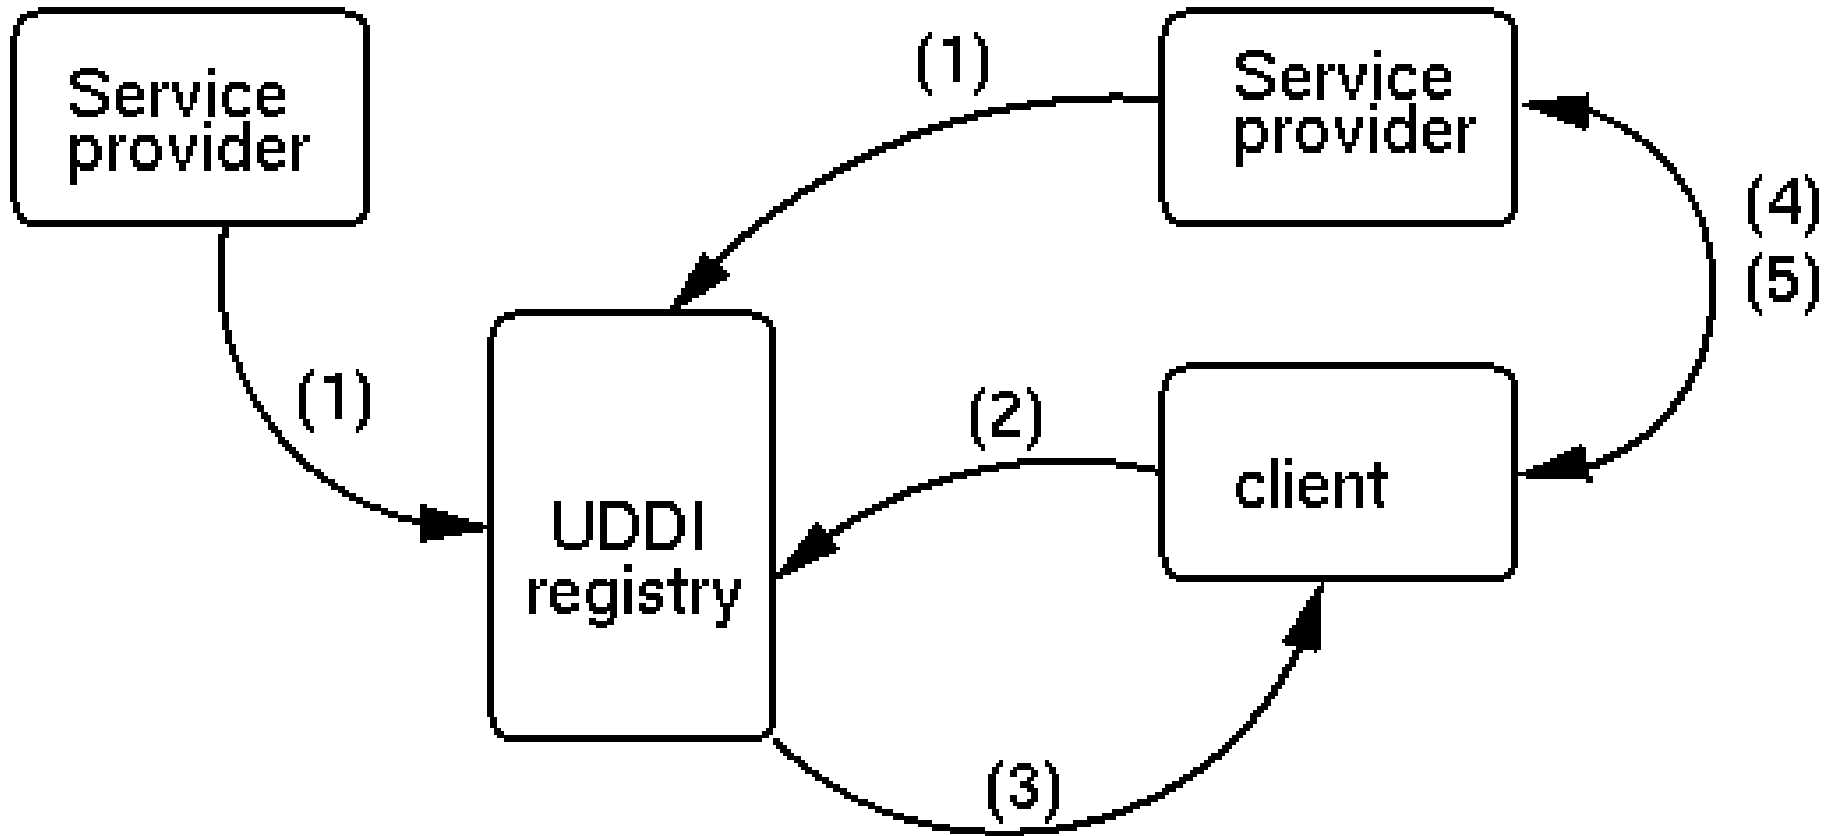 Service
provider
(1)
Service
provider
(4)
(5)
(1)
UDDI
registry
(2)
client
(3)